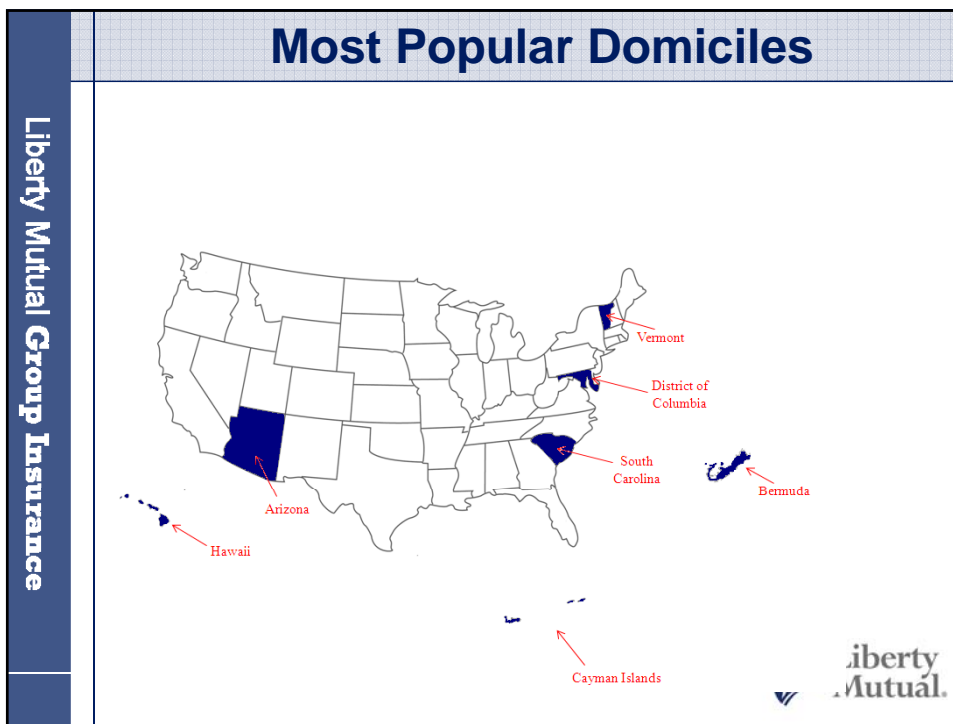 Most Popular Domiciles
Liberty Mutual Group Insurance
Vermont
District of
Columbia
South
Carolina
Bermuda
Arizona
Hawaii
Cayman Islands
iberty
Mutual.